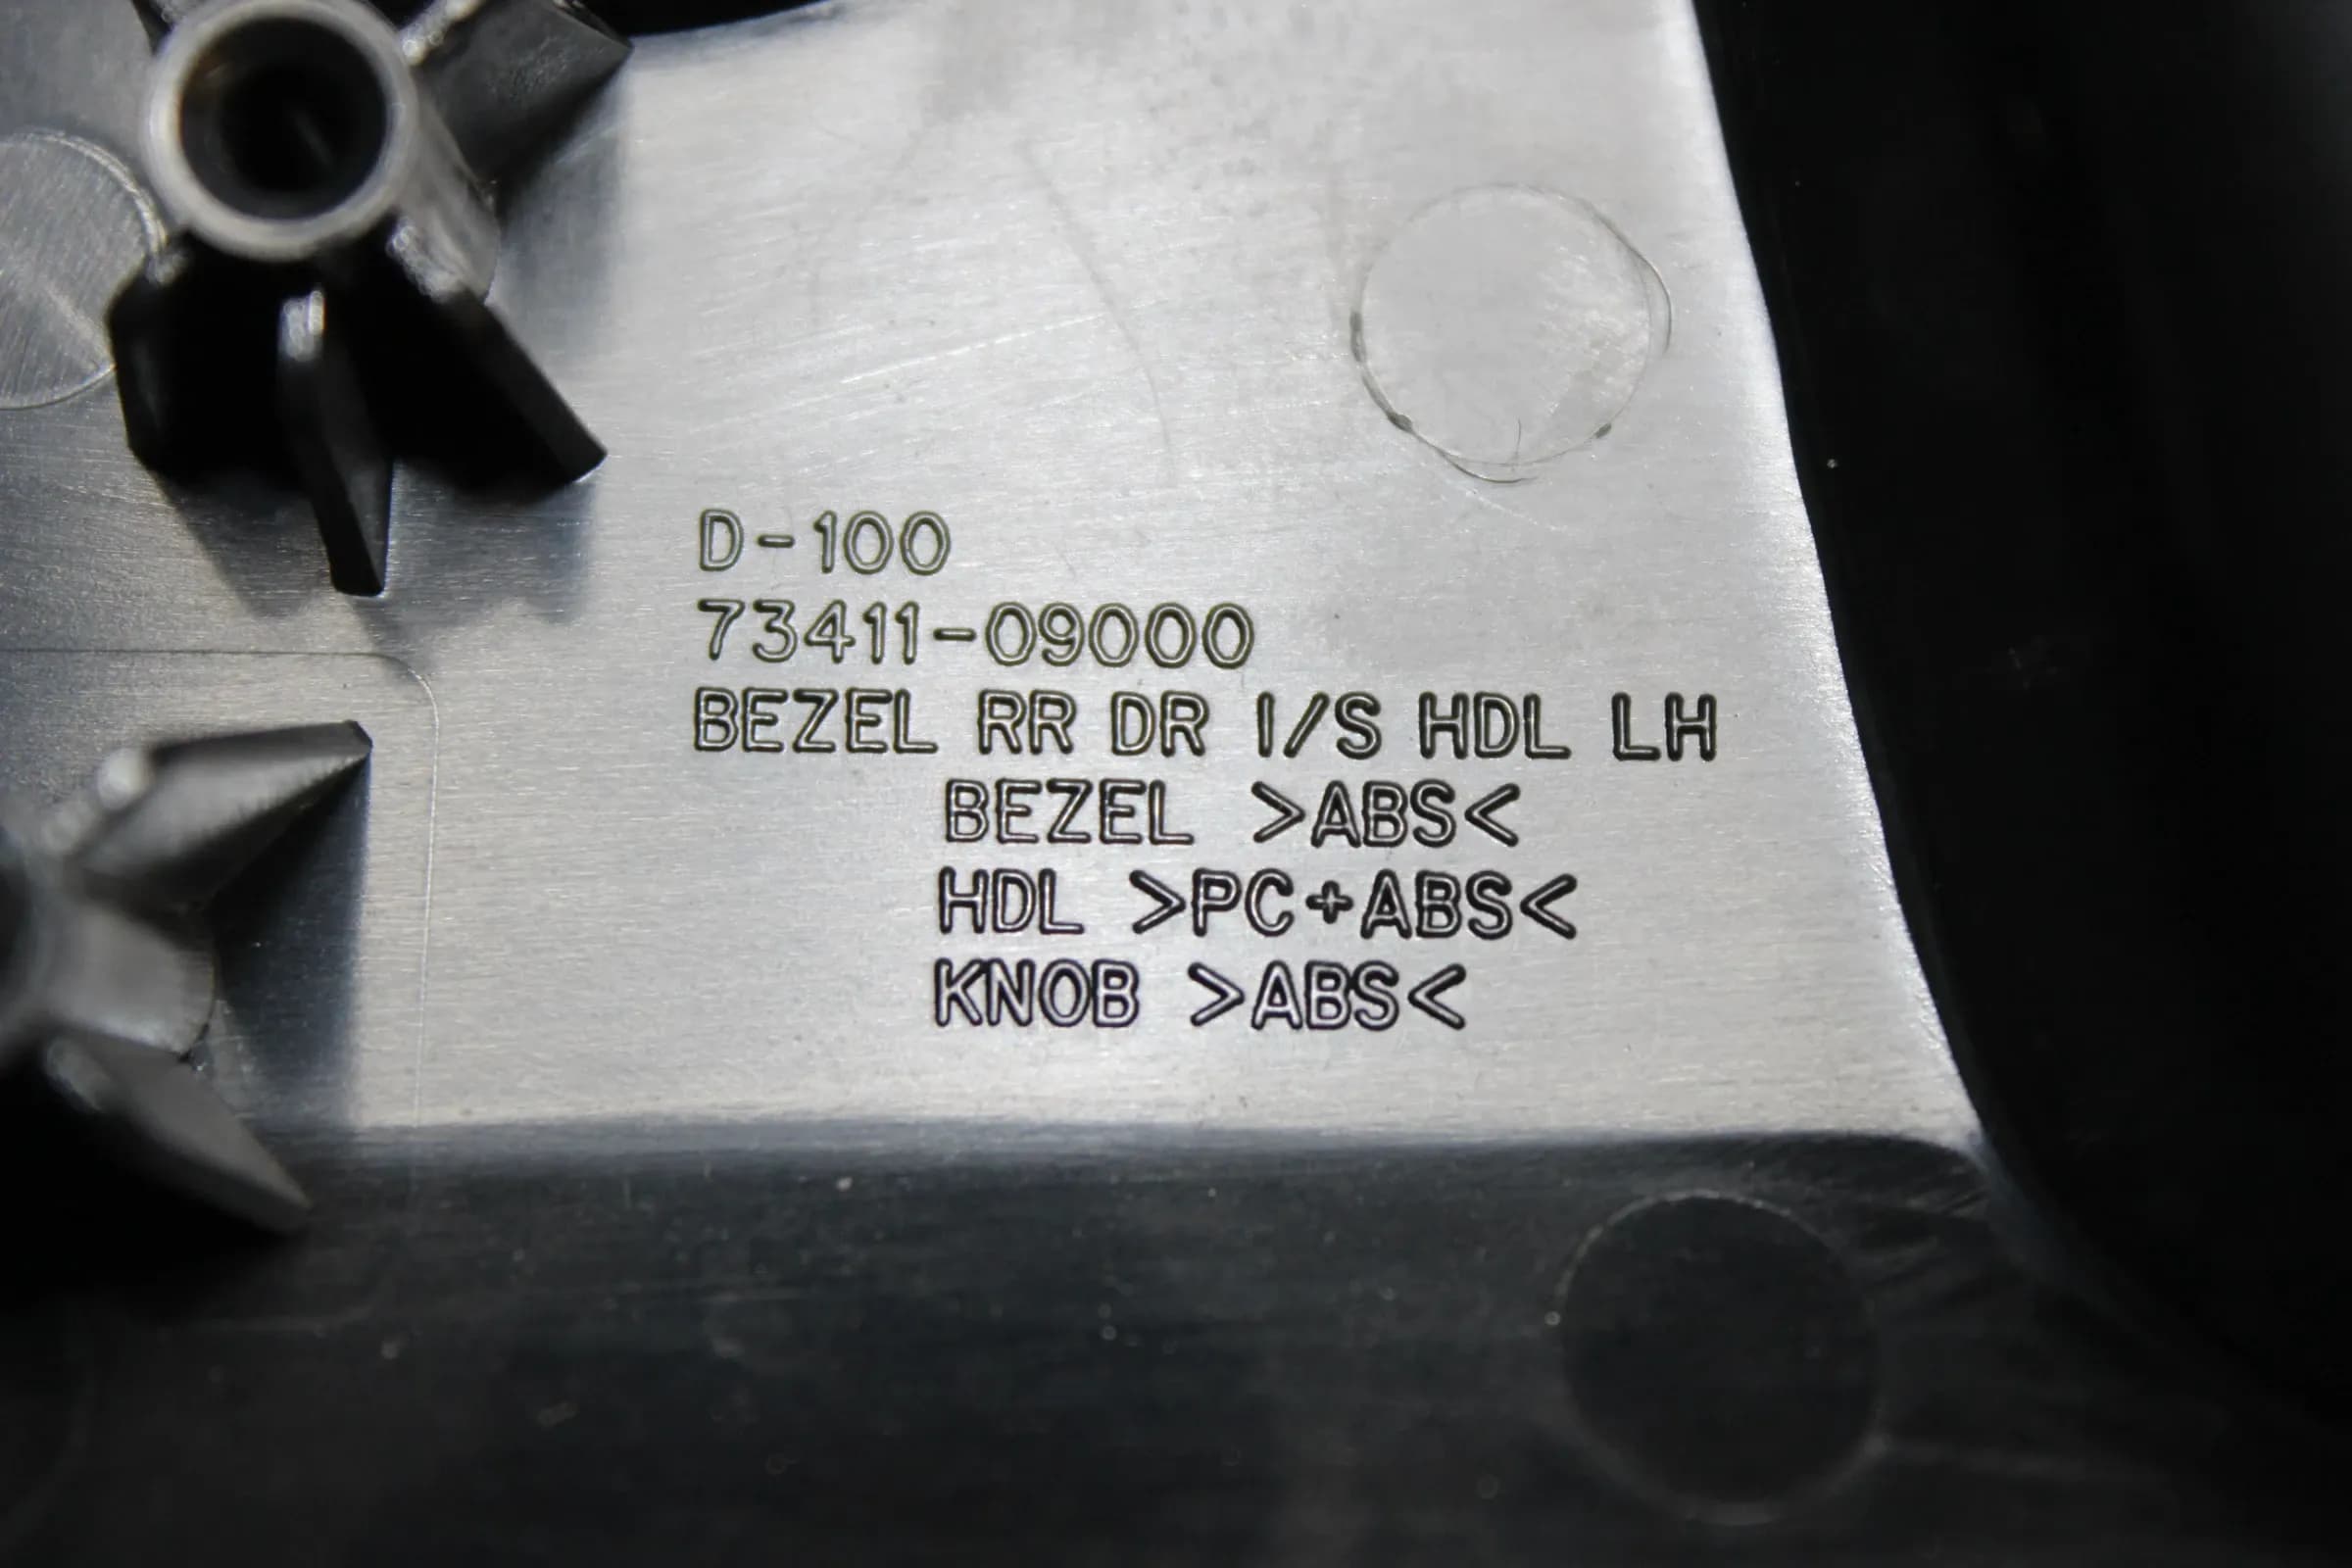 D-100
73411-09000
BEZEL RR DR I/S HDL LH
BEZEL >ABS<
HDL >PC+ABS<
KNOB >ABS<